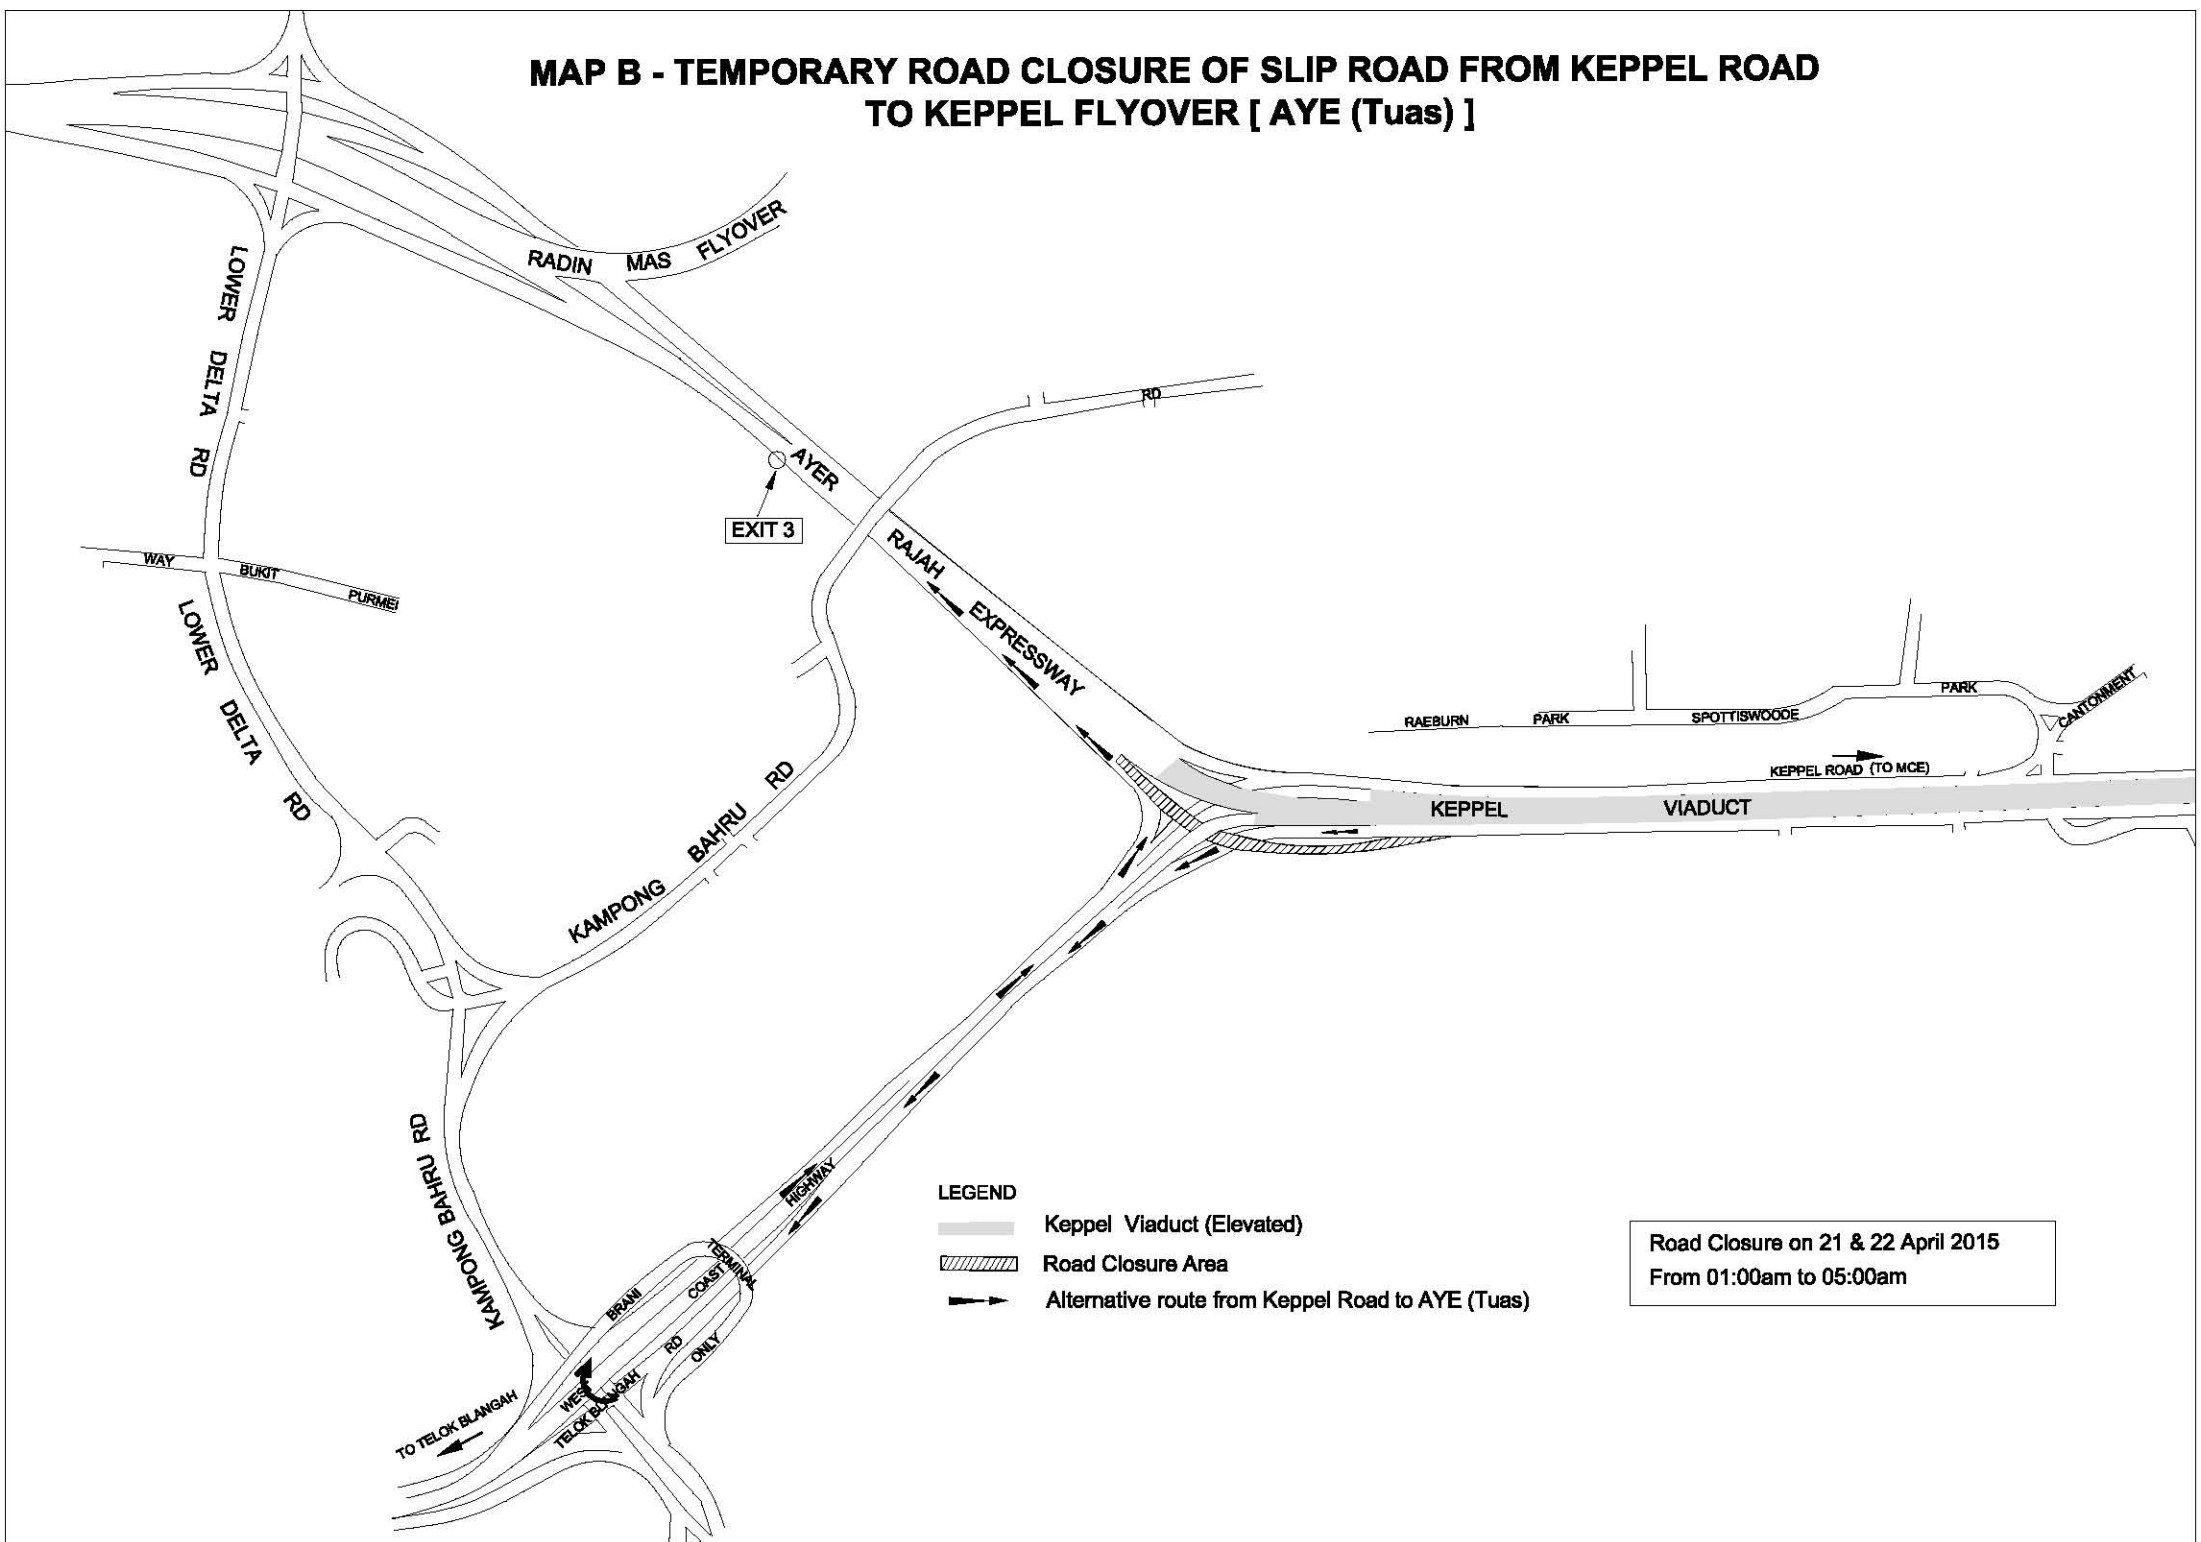 MAP B - TEMPORARY ROAD CLOSURE OF SLIP ROAD FROM KEPPEL ROAD
TO KEPPEL FLYOVER [ AYE (Tuas) ]
RADIN MAS FLYOVER
LOWER DELTA RD
RD
AYER RAJAH EXPRESSWAY
EXIT 3
WAY BUKIT PURMEI
LOWER DELTA RD
KAMPONG BAHRU RD
RAEBURN PARK SPOTTISWOODE PARK
CANTONMENT
KEPPEL ROAD (TO MCE)
KEPPEL VIADUCT
KAMPONG BAHRU RD
HIGHWAY
TERMINAL
COAST
BRANI
RD
ONLY
WEST
TELOK BLANGAH
TO TELOK BLANGAH
LEGEND
Keppel Viaduct (Elevated)
Road Closure Area
Alternative route from Keppel Road to AYE (Tuas)
Road Closure on 21 & 22 April 2015
From 01:00am to 05:00am